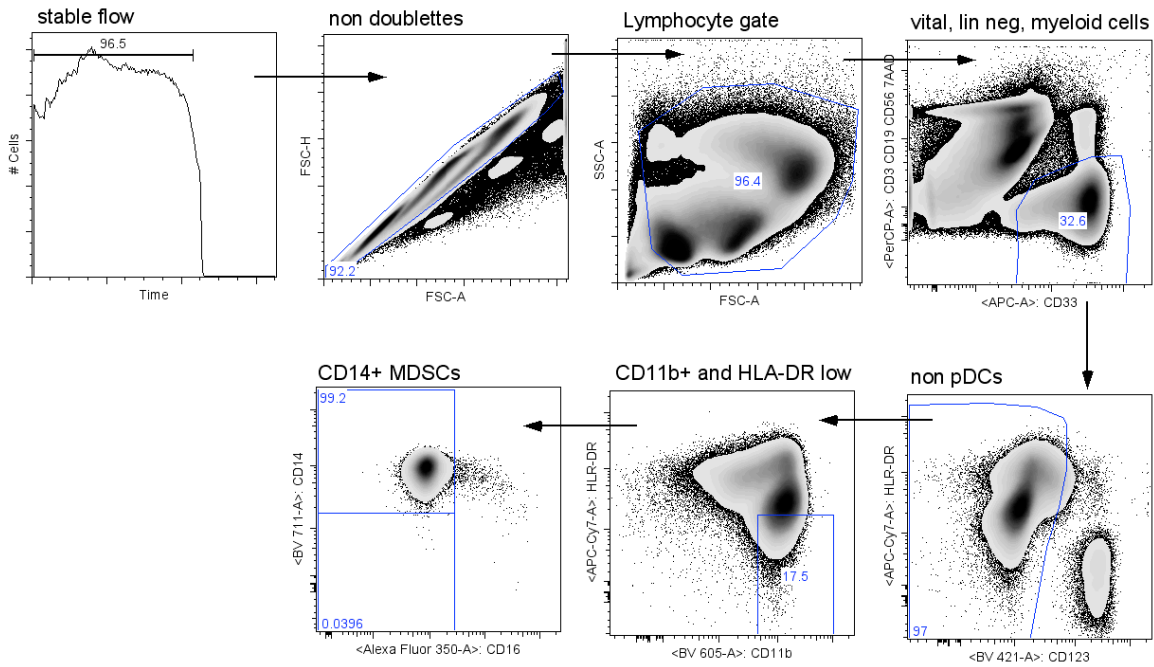 stable flow
96.5
# Cells
Time
non doublettes
FSC-H
92.2
FSC-A
Lymphocyte gate
SSC-A
96.4
FSC-A
vital, lin neg, myeloid cells
<PerCP-A>: CD3 CD19 CD56 7AAD
32.6
<APC-A>: CD33
CD14+ MDSCs
99.2
<BV 711-A>: CD14
0.0396
<Alexa Fluor 350-A>: CD16
CD11b+ and HLA-DR low
<APC-Cy7-A>: HLR-DR
17.5
<BV 605-A>: CD11b
non pDCs
<APC-Cy7-A>: HLR-DR
97
<BV 421-A>: CD123